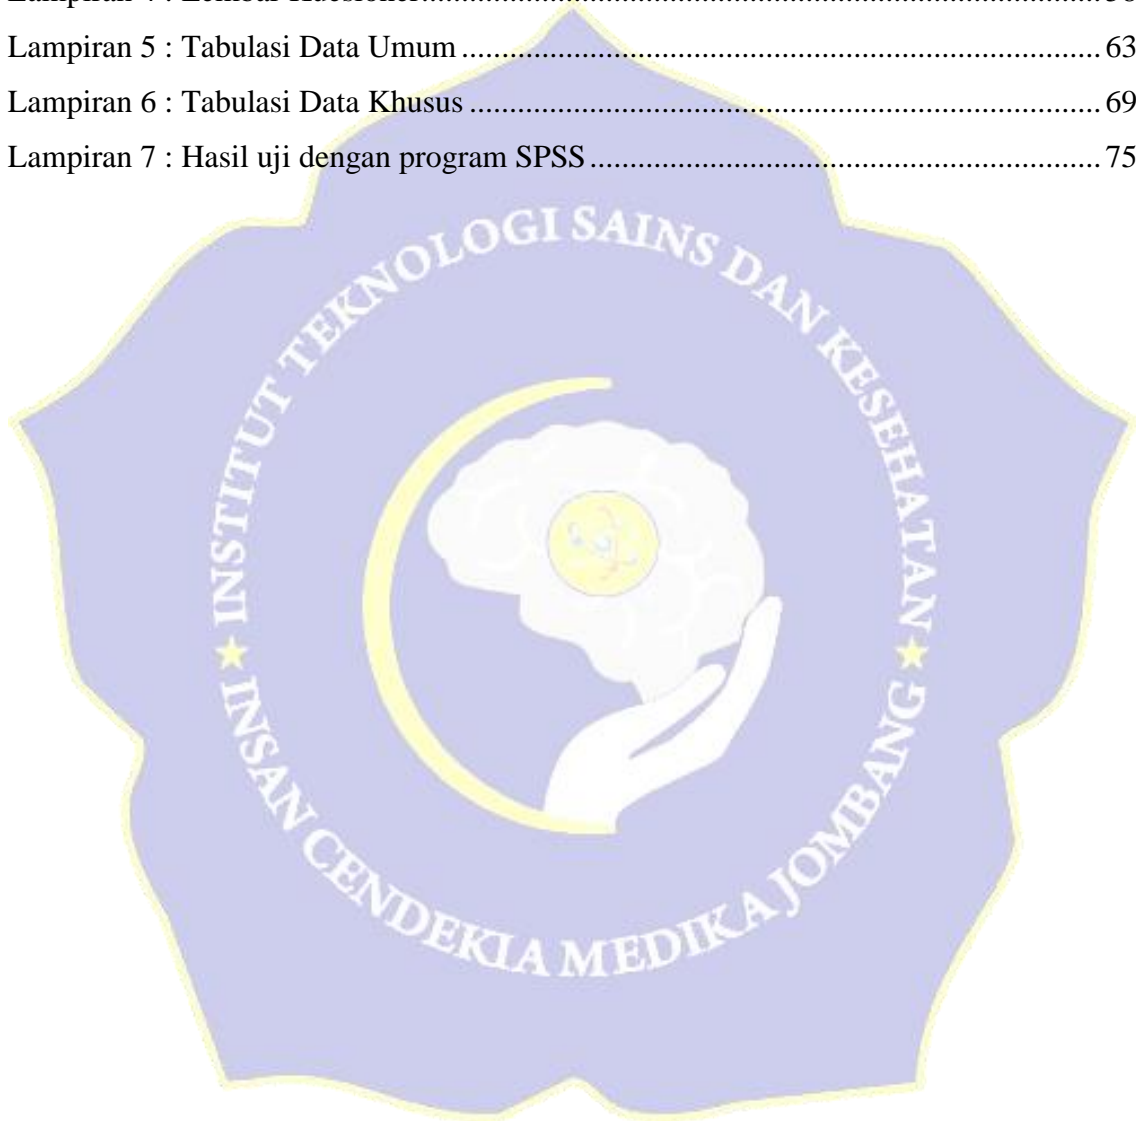 Lampiran 5 : Tabulasi Data Umum ........................................................................ 63
Lampiran 6 : Tabulasi Data Khusus ....................................................................... 69
Lampiran 7 : Hasil uji dengan program SPSS ......................................................... 75
INSTITUT TEKNOLOGI SAINS DAN KESEHATAN
INSAN CENDEKIA MEDIKA JOMBANG